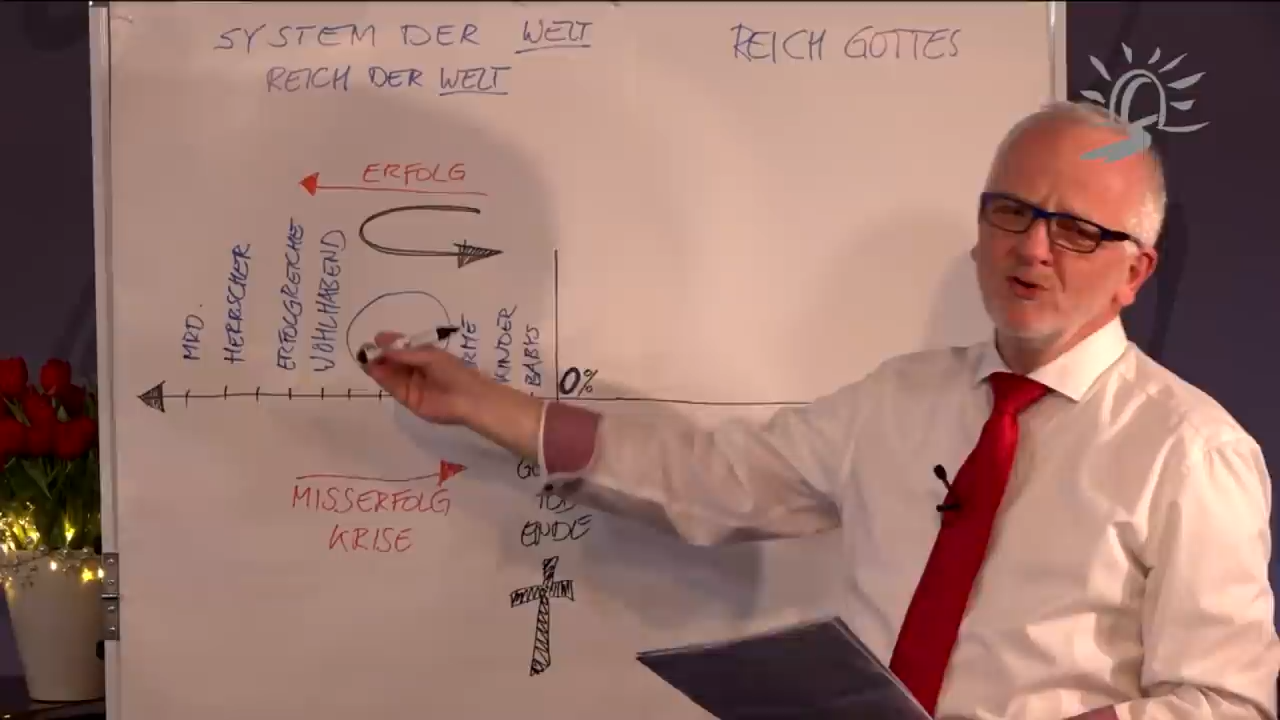 SYSTEM DER WELT
REICH DER WELT
REICH GOTTES
ERFOLG
MRD.
HERRSCHER
ERFOLGREICHE
WOHLHABEND
KINDER
BABYS
0%
MISSERFOLG
KRISE
TOD
ENDE